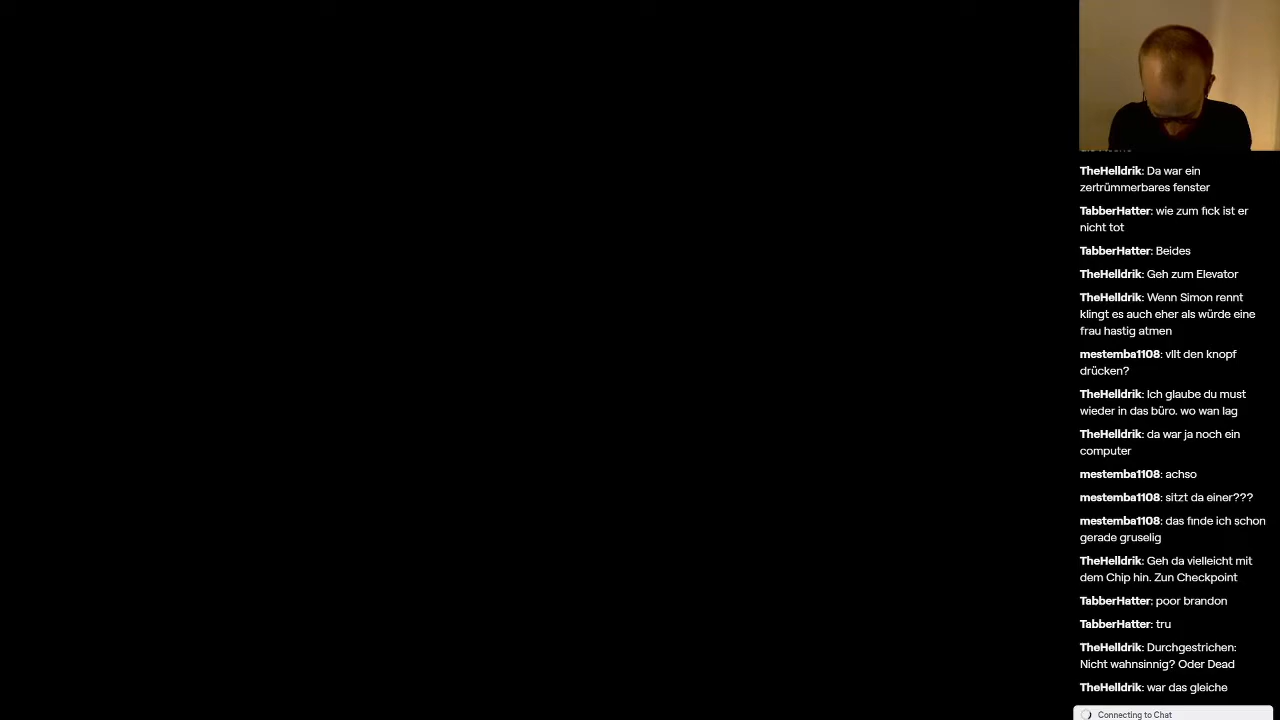 TheHelldrik: Da war ein
zertrümmerbares fenster
TabberHatter: wie zum fick ist er
nicht tot
TabberHatter: Beides
TheHelldrik: Geh zum Elevator
TheHelldrik: Wenn Simon rennt
klingt es auch eher als würde eine
frau hastig atmen
mestemba1108: vllt den knopf
drücken?
TheHelldrik: Ich glaube du must
wieder in das büro. wo wan lag
TheHelldrik: da war ja noch ein
computer
mestemba1108: achso
mestemba1108: sitzt da einer???
mestemba1108: das finde ich schon
gerade gruselig
TheHelldrik: Geh da vielleicht mit
dem Chip hin. Zun Checkpoint
TabberHatter: poor brandon
TabberHatter: tru
TheHelldrik: Durchgestrichen:
Nicht wahnsinnig? Oder Dead
TheHelldrik: war das gleiche
Connecting to Chat